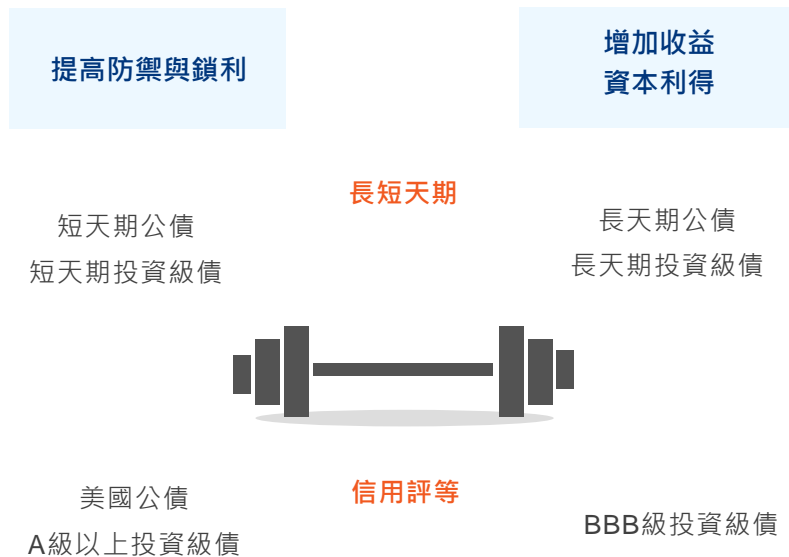 提高防禦與鎖利
增加收益
資本利得
長短天期
短天期公債
短天期投資級債
長天期公債
長天期投資級債
信用評等
美國公債
A級以上投資級債
BBB級投資級債